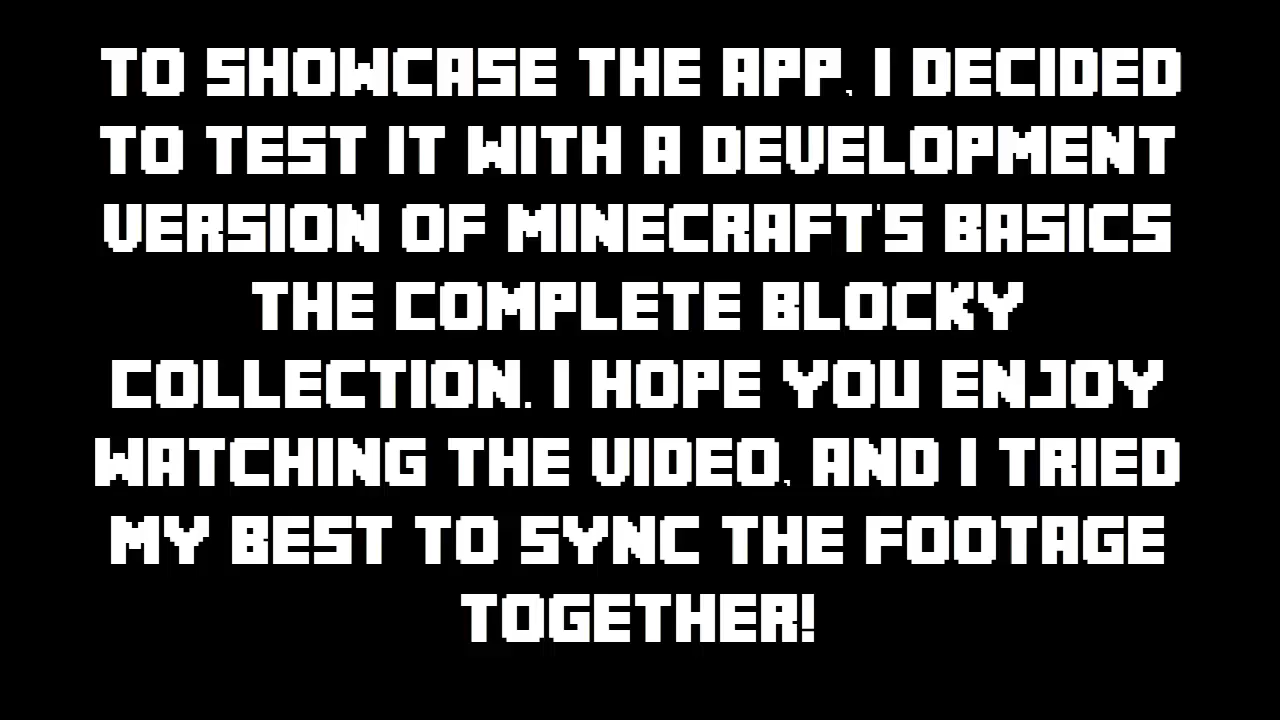 TO SHOWCASE THE APP, I DECIDED
TO TEST IT WITH A DEVELOPMENT
VERSION OF MINECRAFT'S BASICS
THE COMPLETE BLOCKY
COLLECTION. I HOPE YOU ENJOY
WATCHING THE VIDEO, AND I TRIED
MY BEST TO SYNC THE FOOTAGE
TOGETHER!